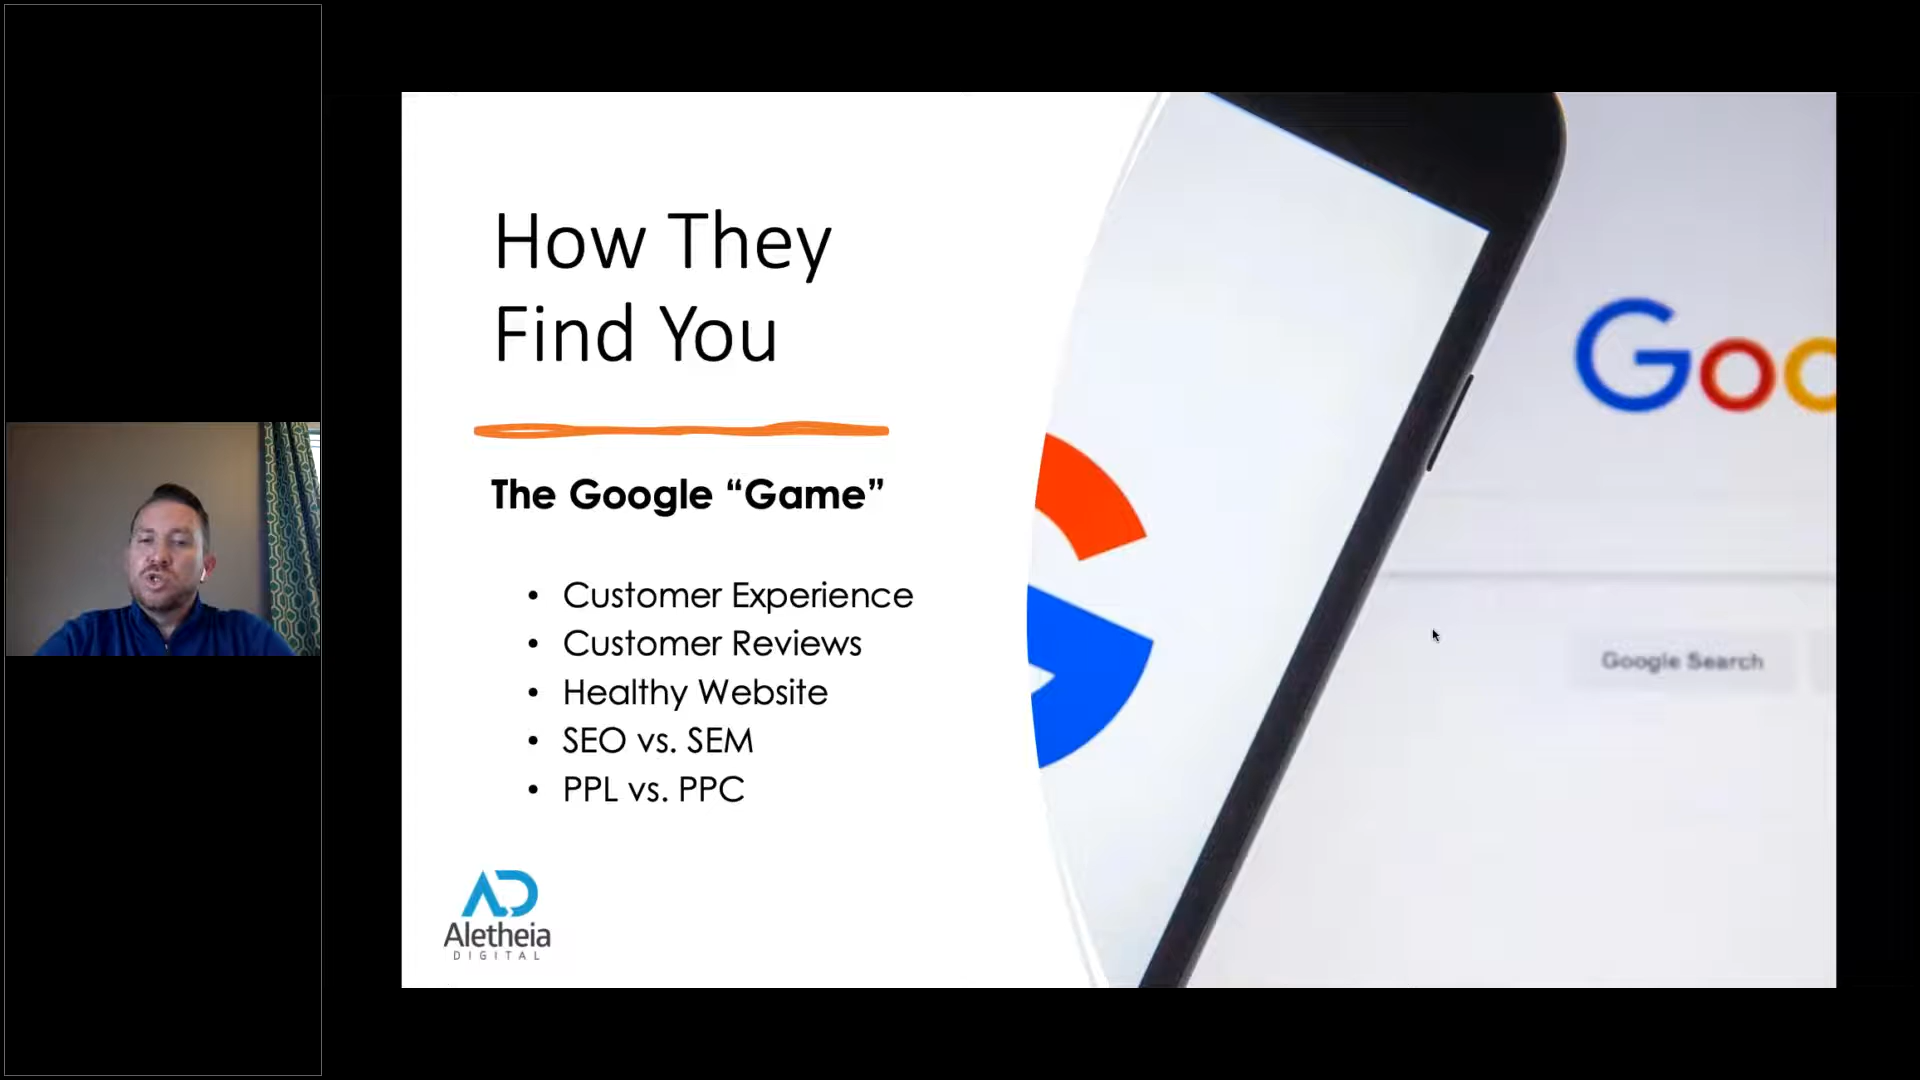 How They
Find You
The Google “Game”
• Customer Experience
• Customer Reviews
• Healthy Website
• SEO vs. SEM
• PPL vs. PPC
AD
Aletheia
DIGITAL
Goo
Google Search